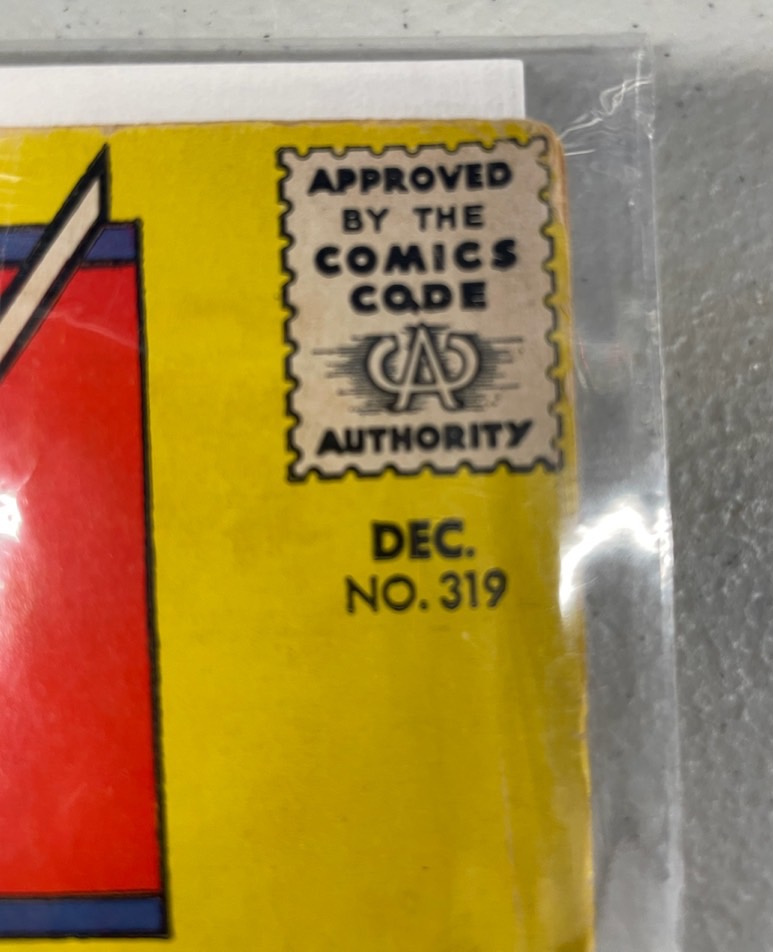 APPROVED
BY THE
COMICS
CODE
CA
AUTHORITY
DEC.
NO. 319